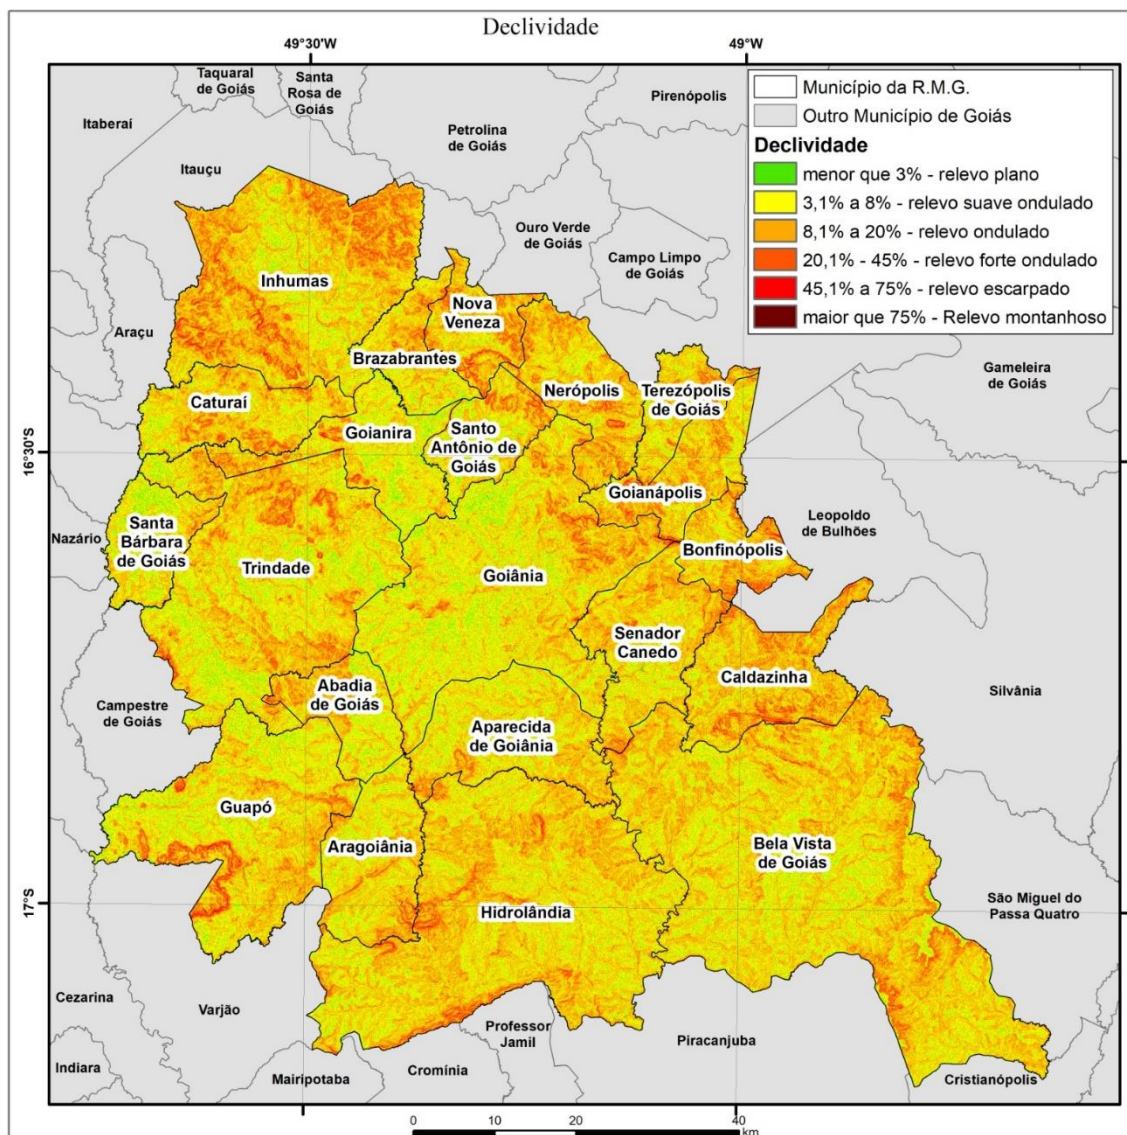 Declividade
49°30'W
49°W
Taquaral
de Goiás
Santa
Rosa de
Goiás
Itaberaí
Petrolina
de Goiás
Pirenópolis
Itauçu
Ouro Verde
de Goiás
Campo Limpo
de Goiás
Município da R.M.G.
Outro Município de Goiás
Declividade
menor que 3% - relevo plano
3,1% a 8% - relevo suave ondulado
8,1% a 20% - relevo ondulado
20,1% - 45% - relevo forte ondulado
45,1% a 75% - relevo escarpado
maior que 75% - Relevo montanhoso
Inhumas
Nova
Veneza
Araçu
Brazabrantes
Gameleira
de Goiás
Caturaí
Nerópolis
Terezópolis
de Goiás
Goianira
Santo
Antônio de
Goiás
16°30'S
Goianápolis
Santa
Bárbara
de Goiás
Nazário
Leopoldo
de Bulhões
Bonfinópolis
Trindade
Goiânia
Senador
Canedo
Caldazinha
Abadia
de Goiás
Silvânia
Campestre
de Goiás
Aparecida
de Goiânia
Guapó
Aragoiânia
Bela Vista
de Goiás
17°S
Hidrolândia
São Miguel do
Passa Quatro
Cezarina
Varjão
Professor
Jamil
Piracanjuba
Indiara
Mairipotaba
Cromínia
Cristianópolis
0 10 20 40
km